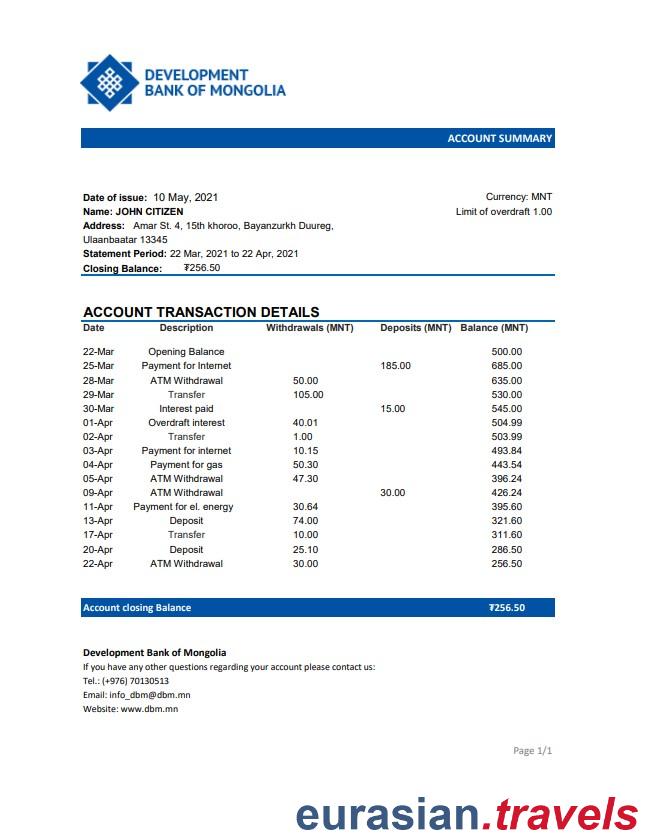 DEVELOPMENT
BANK OF MONGOLIA
ACCOUNT SUMMARY
Date of issue: 10 May, 2021 Currency: MNT
Name: JOHN CITIZEN Limit of overdraft 1.00
Address: Amar St. 4, 15th khoroo, Bayanzurkh Duureg,
Ulaanbaatar 13345
Statement Period: 22 Mar, 2021 to 22 Apr, 2021
Closing Balance: ₮256.50
ACCOUNT TRANSACTION DETAILS
Date Description Withdrawals (MNT) Deposits (MNT) Balance (MNT)
22-Mar Opening Balance 500.00
25-Mar Payment for Internet 185.00 685.00
28-Mar ATM Withdrawal 50.00 635.00
29-Mar Transfer 105.00 530.00
30-Mar Interest paid 15.00 545.00
01-Apr Overdraft interest 40.01 504.99
02-Apr Transfer 1.00 503.99
03-Apr Payment for internet 10.15 493.84
04-Apr Payment for gas 50.30 443.54
05-Apr ATM Withdrawal 47.30 396.24
09-Apr ATM Withdrawal 30.00 426.24
11-Apr Payment for el. energy 30.64 395.60
13-Apr Deposit 74.00 321.60
17-Apr Transfer 10.00 311.60
20-Apr Deposit 25.10 286.50
22-Apr ATM Withdrawal 30.00 256.50
Account closing Balance ₮256.50
Development Bank of Mongolia
If you have any other questions regarding your account please contact us:
Tel.: (+976) 70130513
Email: info_dbm@dbm.mn
Website: www.dbm.mn
Page 1/1
eurasian.travels